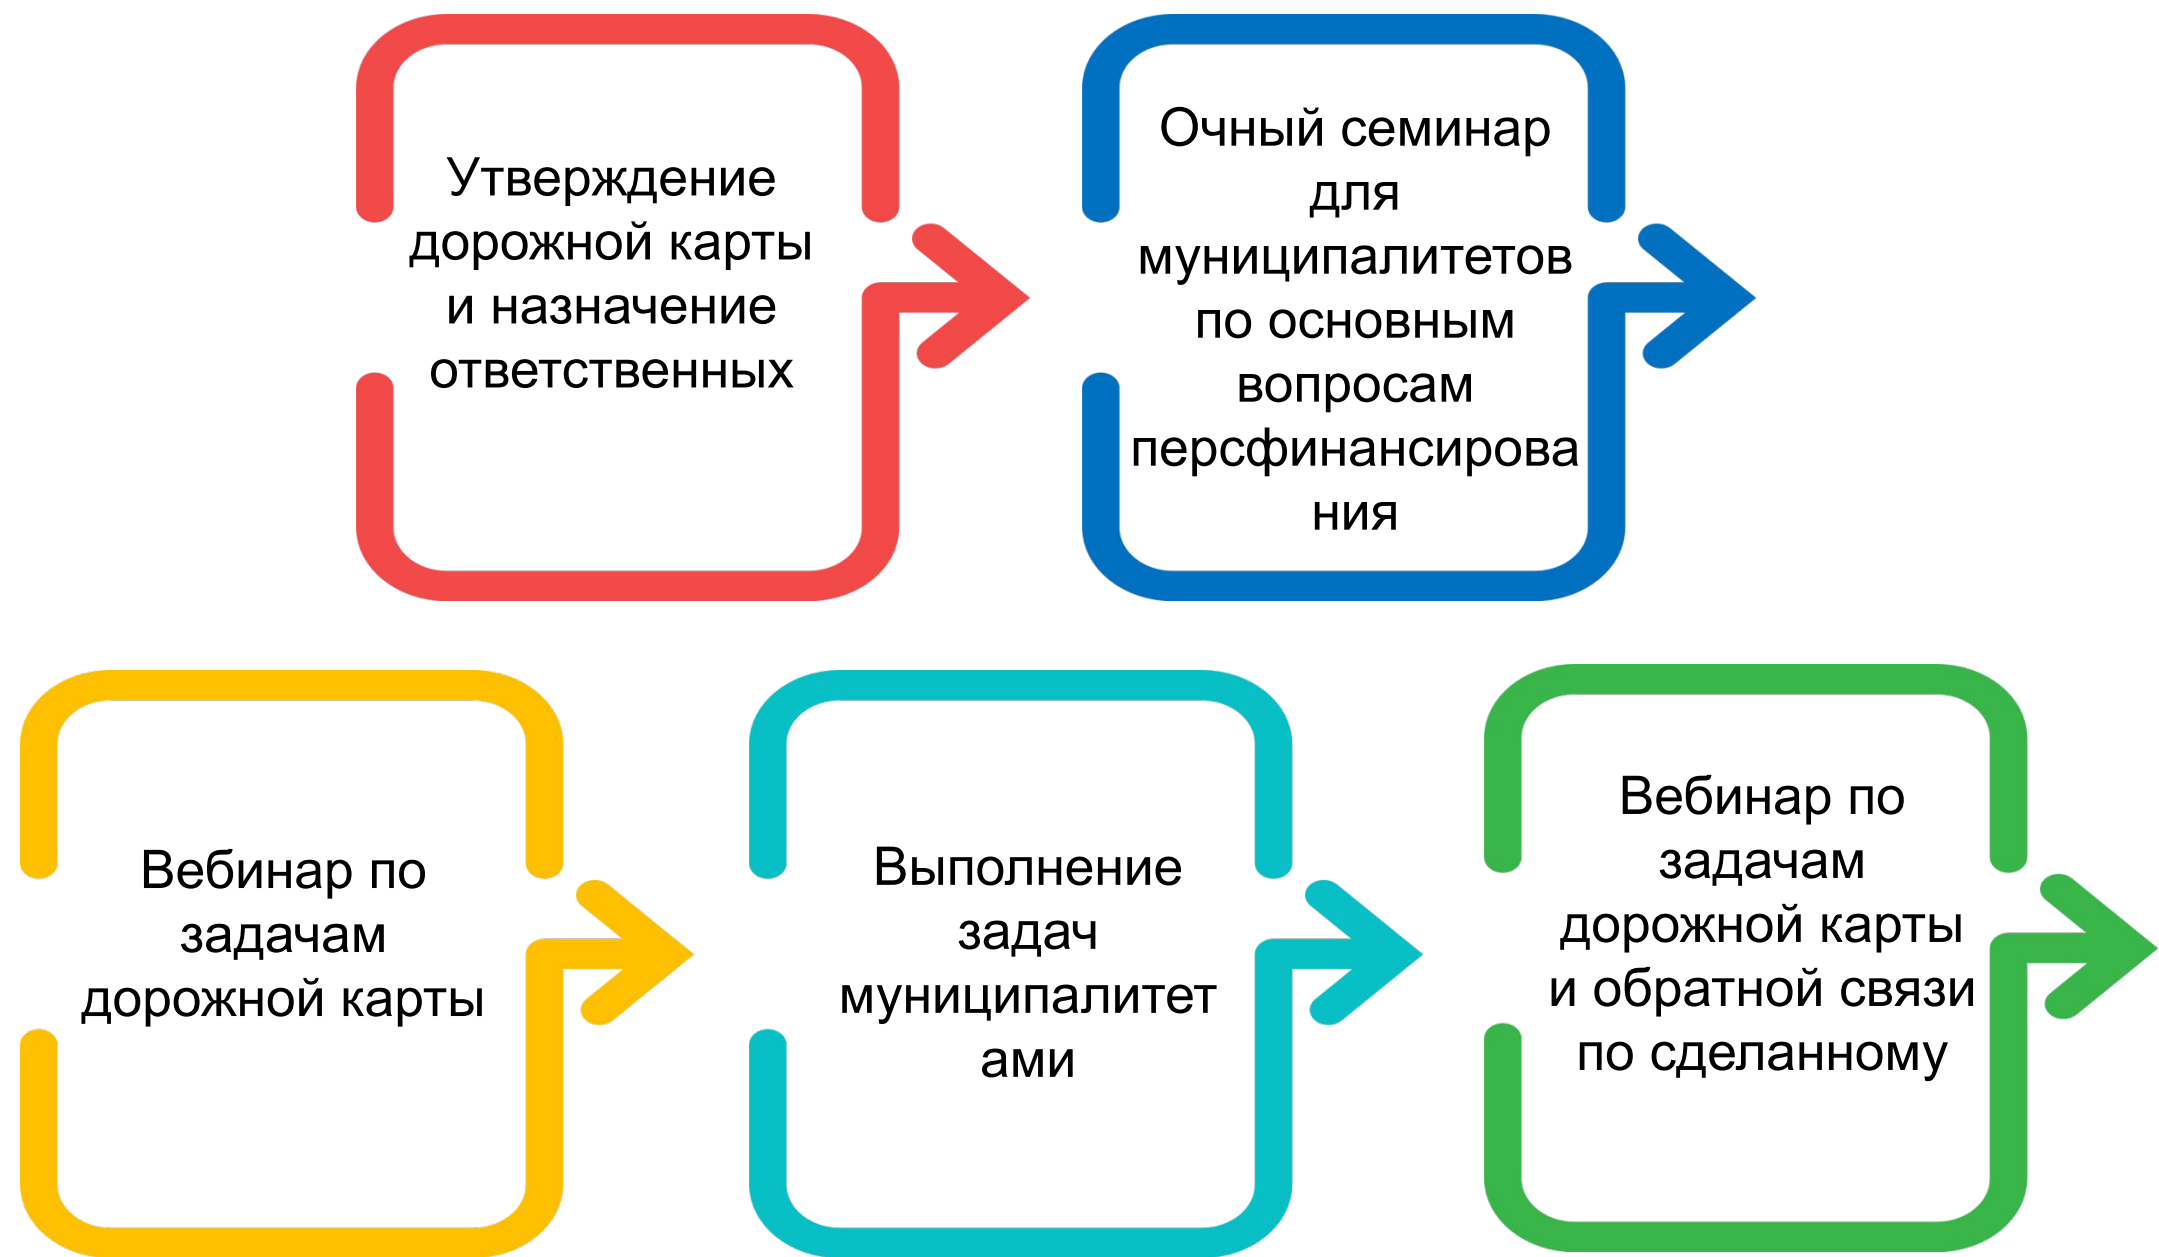 Утверждение
дорожной карты
и назначение
ответственных
Очный семинар
для
муниципалитетов
по основным
вопросам
персфинансирова
ния
Вебинар по
задачам
дорожной карты
Выполнение
задач
муниципалитет
ами
Вебинар по
задачам
дорожной карты
и обратной связи
по сделанному